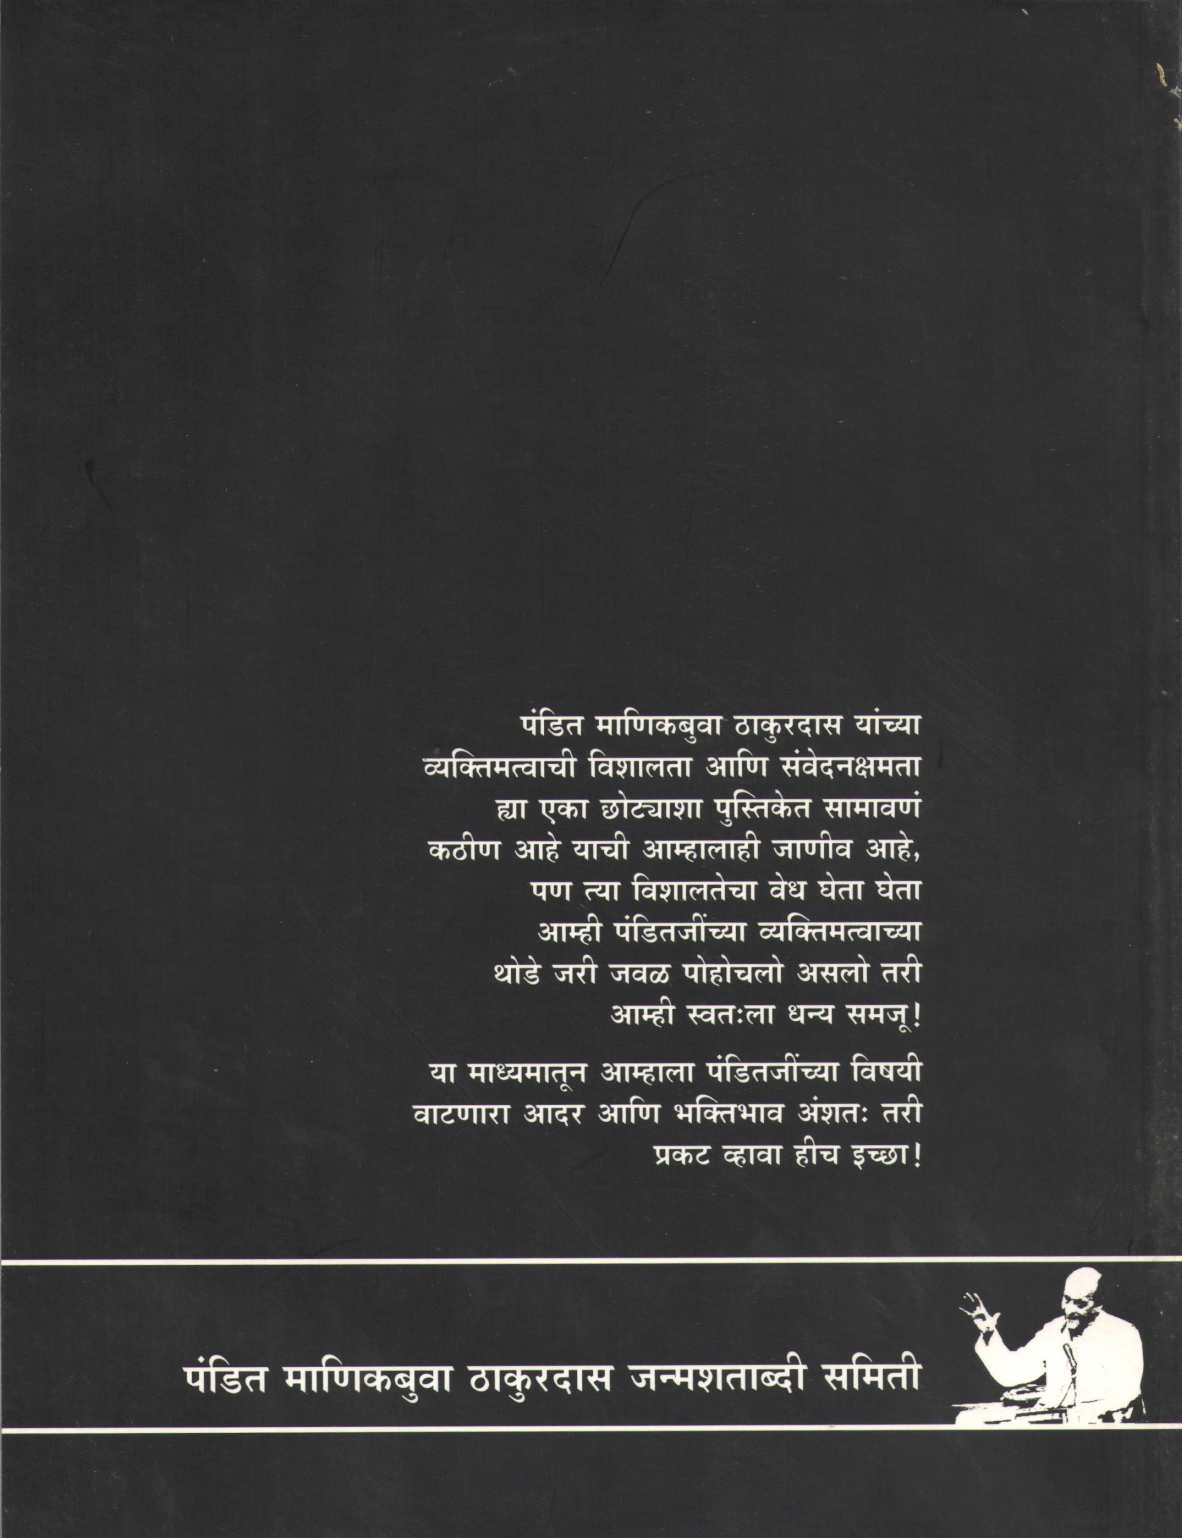 पंडित माणिकबुवा ठाकुरदास यांच्या
व्यक्तिमत्वाची विशालता आणि संवेदनक्षमता
ह्या एका छोट्याशा पुस्तिकेत सामावणं
कठीण आहे याची आम्हालाही जाणीव आहे,
पण त्या विशालतेचा वेध घेता घेता
आम्ही पंडितजींच्या व्यक्तिमत्वाच्या
थोडे जरी जवळ पोहोचलो असलो तरी
आम्ही स्वतःला धन्य समजू!
या माध्यमातून आम्हाला पंडितजींच्या विषयी
वाटणारा आदर आणि भक्तिभाव अंशतः तरी
प्रकट व्हावा हीच इच्छा!
पंडित माणिकबुवा ठाकुरदास जन्मशताब्दी समिती